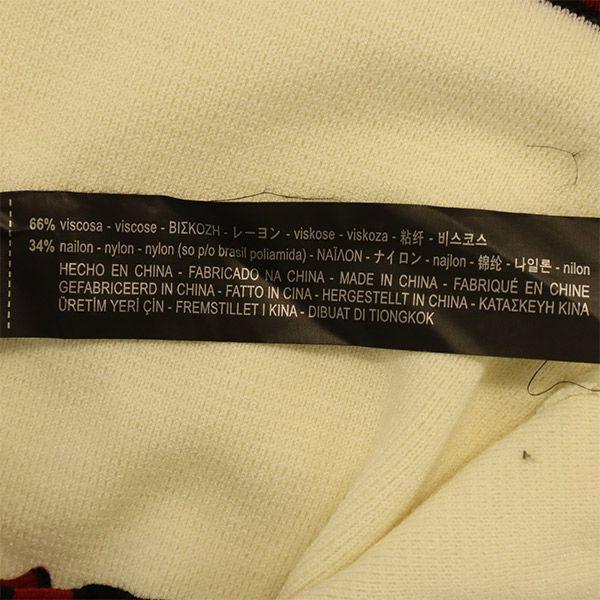 66% viscosa - viscose - ΒΙΣΚΟΖΗ - レーヨン - viskose - viskoza - 粘纤 - 비스코스
34% nailon - nylon - nylon (so p/o brasil poliamida) - ΝΑΪΛΟΝ - ナイロン - najlon - 锦纶 - 나일론 - nilon
HECHO EN CHINA - FABRICADO NA CHINA - MADE IN CHINA - FABRIQUÉ EN CHINE
GEFABRICEERD IN CHINA - FATTO IN CINA - HERGESTELLT IN CHINA - ΚΑΤΑΣΚΕΥΗ ΚΙΝΑ
ÜRETİM YERİ ÇİN - FREMSTILLET I KINA - DIBUAT DI TIONGKOK